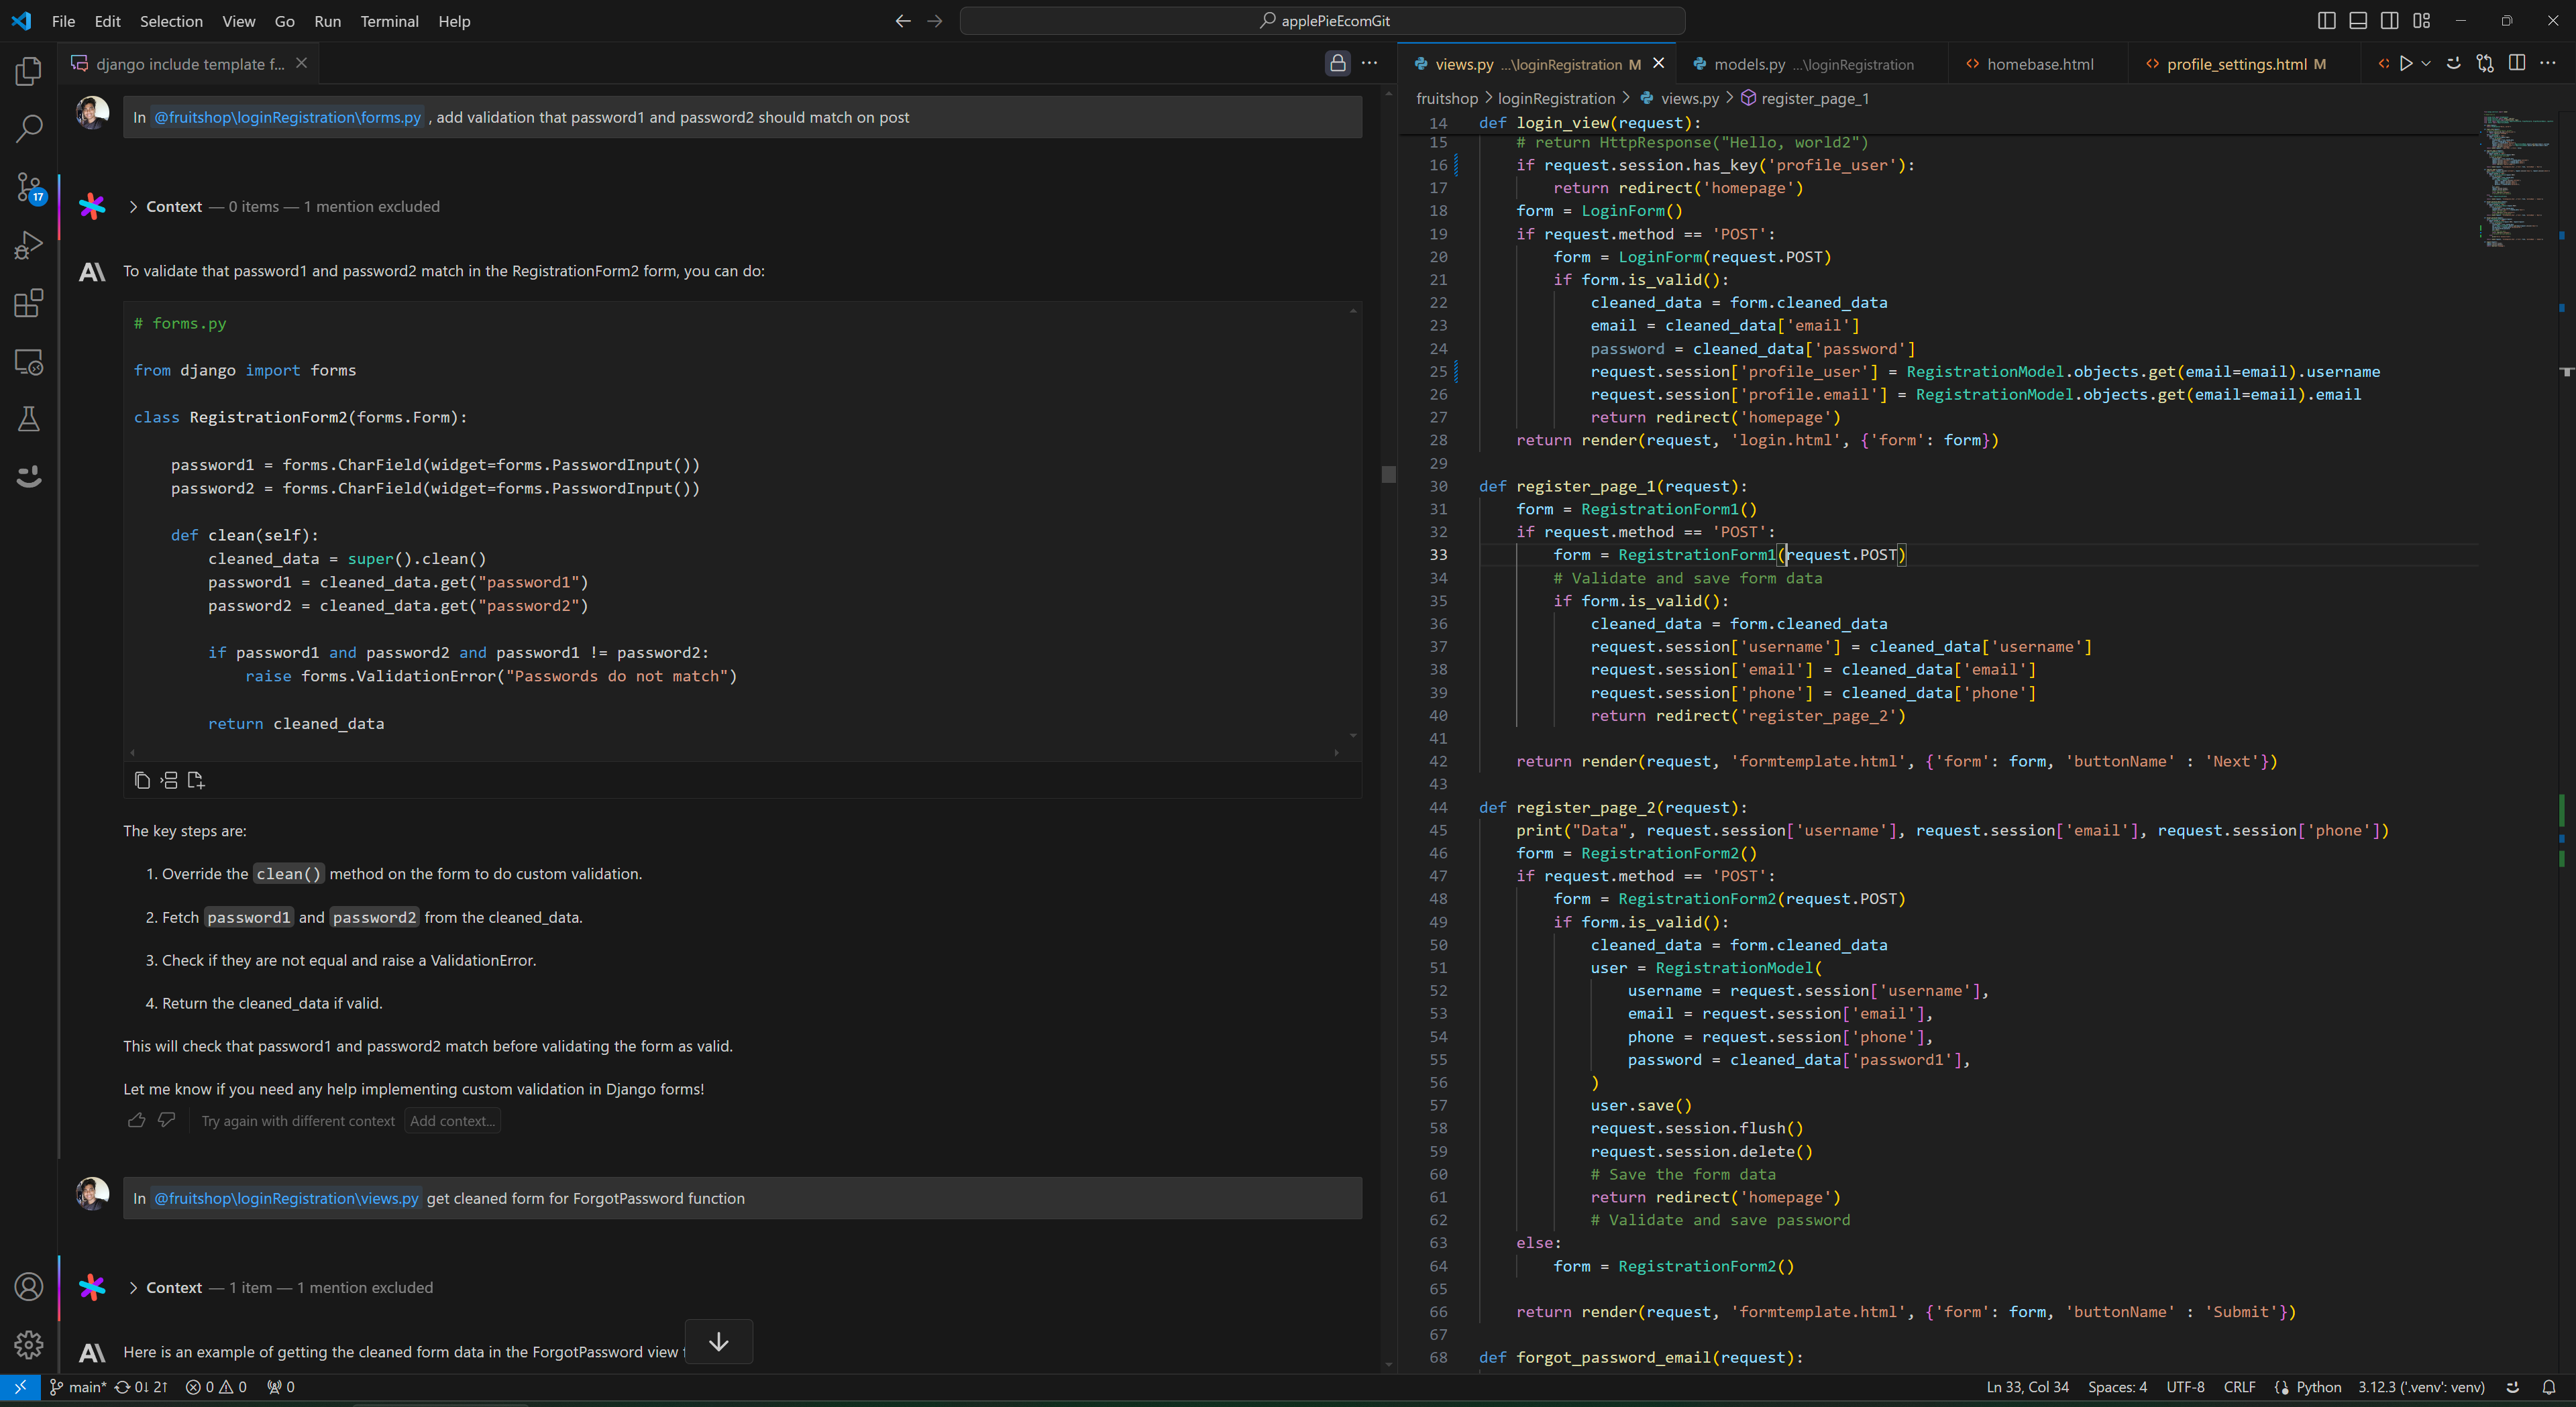 File Edit Selection View Go Run Terminal Help
applePieEcomGit
django include template f...
In @fruitshop\loginRegistration\forms.py , add validation that password1 and password2 should match on post
Context — 0 items — 1 mention excluded
To validate that password1 and password2 match in the RegistrationForm2 form, you can do:
# forms.py
from django import forms
class RegistrationForm2(forms.Form):
password1 = forms.CharField(widget=forms.PasswordInput())
password2 = forms.CharField(widget=forms.PasswordInput())
def clean(self):
cleaned_data = super().clean()
password1 = cleaned_data.get("password1")
password2 = cleaned_data.get("password2")
if password1 and password2 and password1 != password2:
raise forms.ValidationError("Passwords do not match")
return cleaned_data
The key steps are:
1. Override the clean() method on the form to do custom validation.
2. Fetch password1 and password2 from the cleaned_data.
3. Check if they are not equal and raise a ValidationError.
4. Return the cleaned_data if valid.
This will check that password1 and password2 match before validating the form as valid.
Let me know if you need any help implementing custom validation in Django forms!
Try again with different context Add context...
In @fruitshop\loginRegistration\views.py get cleaned form for ForgotPassword function
Context — 1 item — 1 mention excluded
Here is an example of getting the cleaned form data in the ForgotPassword view
17
views.py ...\loginRegistration M
models.py ...\loginRegistration
homebase.html
profile_settings.html M
fruitshop > loginRegistration > views.py > register_page_1
14 def login_view(request):
15 # return HttpResponse("Hello, world2")
16 if request.session.has_key('profile_user'):
17 return redirect('homepage')
18 form = LoginForm()
19 if request.method == 'POST':
20 form = LoginForm(request.POST)
21 if form.is_valid():
22 cleaned_data = form.cleaned_data
23 email = cleaned_data['email']
24 password = cleaned_data['password']
25 request.session['profile_user'] = RegistrationModel.objects.get(email=email).username
26 request.session['profile.email'] = RegistrationModel.objects.get(email=email).email
27 return redirect('homepage')
28 return render(request, 'login.html', {'form': form})
29
30 def register_page_1(request):
31 form = RegistrationForm1()
32 if request.method == 'POST':
33 form = RegistrationForm1(request.POST)
34 # Validate and save form data
35 if form.is_valid():
36 cleaned_data = form.cleaned_data
37 request.session['username'] = cleaned_data['username']
38 request.session['email'] = cleaned_data['email']
39 request.session['phone'] = cleaned_data['phone']
40 return redirect('register_page_2')
41
42 return render(request, 'formtemplate.html', {'form': form, 'buttonName' : 'Next'})
43
44 def register_page_2(request):
45 print("Data", request.session['username'], request.session['email'], request.session['phone'])
46 form = RegistrationForm2()
47 if request.method == 'POST':
48 form = RegistrationForm2(request.POST)
49 if form.is_valid():
50 cleaned_data = form.cleaned_data
51 user = RegistrationModel(
52 username = request.session['username'],
53 email = request.session['email'],
54 phone = request.session['phone'],
55 password = cleaned_data['password1'],
56 )
57 user.save()
58 request.session.flush()
59 request.session.delete()
60 # Save the form data
61 return redirect('homepage')
62 # Validate and save password
63 else:
64 form = RegistrationForm2()
65
66 return render(request, 'formtemplate.html', {'form': form, 'buttonName' : 'Submit'})
67
68 def forgot_password_email(request):
main* 0↓ 2↑ 0 0 0
Ln 33, Col 34 Spaces: 4 UTF-8 CRLF Python 3.12.3 ('.venv': venv)